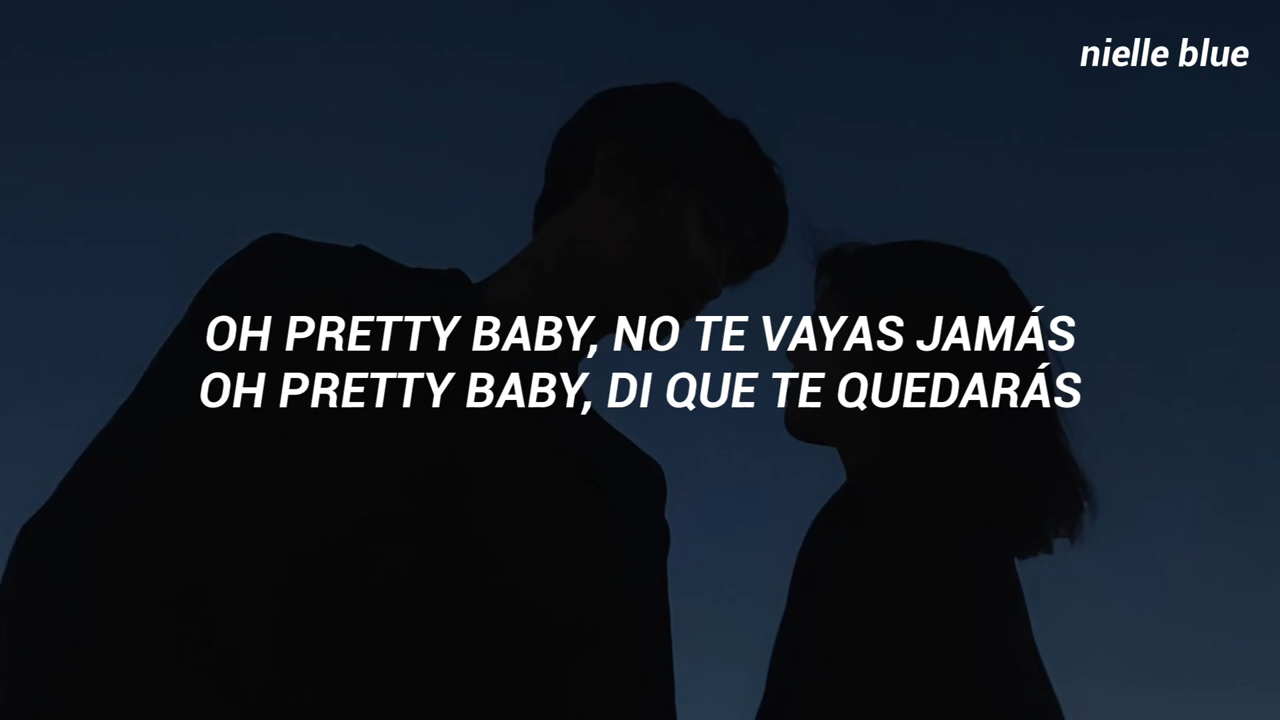 nielle blue
OH PRETTY BABY, NO TE VAYAS JAMÁS
OH PRETTY BABY, DI QUE TE QUEDARÁS